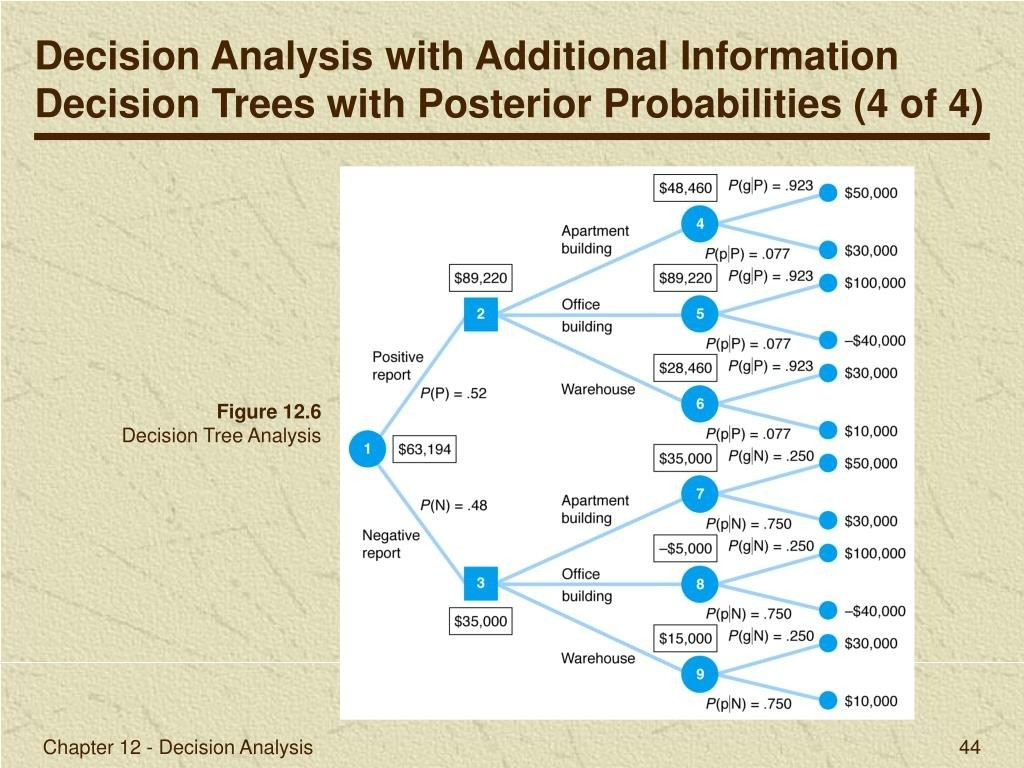 Decision Analysis with Additional Information
Decision Trees with Posterior Probabilities (4 of 4)
Figure 12.6
Decision Tree Analysis
1
$63,194
Positive
report
P(P) = .52
P(N) = .48
Negative
report
$89,220
2
Apartment
building
Office
building
Warehouse
$48,460
4
P(g|P) = .923
$50,000
P(p|P) = .077
$30,000
$89,220
5
P(g|P) = .923
$100,000
P(p|P) = .077
–$40,000
$28,460
6
P(g|P) = .923
$30,000
P(p|P) = .077
$10,000
3
$35,000
Apartment
building
Office
building
Warehouse
$35,000
7
P(g|N) = .250
$50,000
P(p|N) = .750
$30,000
–$5,000
8
P(g|N) = .250
$100,000
P(p|N) = .750
–$40,000
$15,000
9
P(g|N) = .250
$30,000
P(p|N) = .750
$10,000
Chapter 12 - Decision Analysis
44